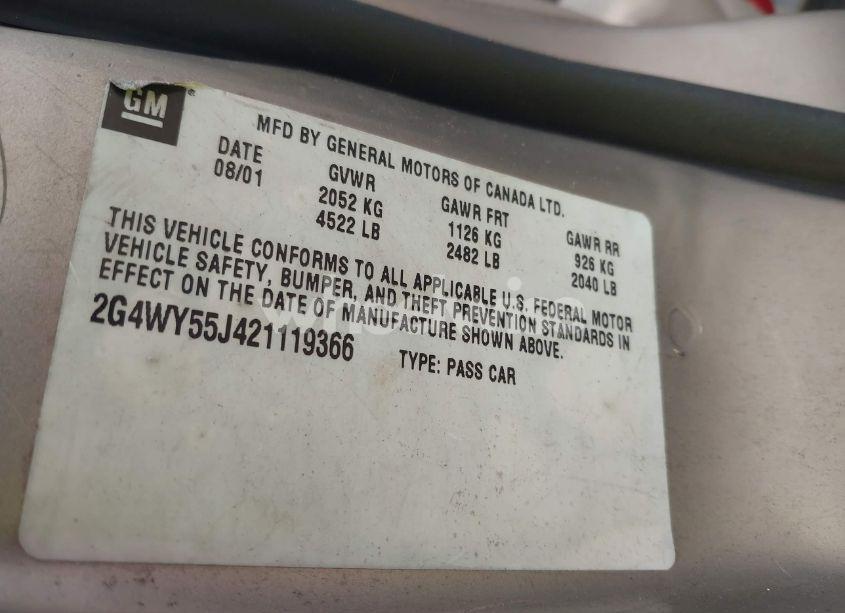 GM
MFD BY GENERAL MOTORS OF CANADA LTD.
DATE GVWR GAWR FRT GAWR RR
08/01 2052 KG 1126 KG 926 KG
4522 LB 2482 LB 2040 LB
THIS VEHICLE CONFORMS TO ALL APPLICABLE U.S. FEDERAL MOTOR
VEHICLE SAFETY, BUMPER, AND THEFT PREVENTION STANDARDS IN
EFFECT ON THE DATE OF MANUFACTURE SHOWN ABOVE.
2G4WY55J421119366 TYPE: PASS CAR